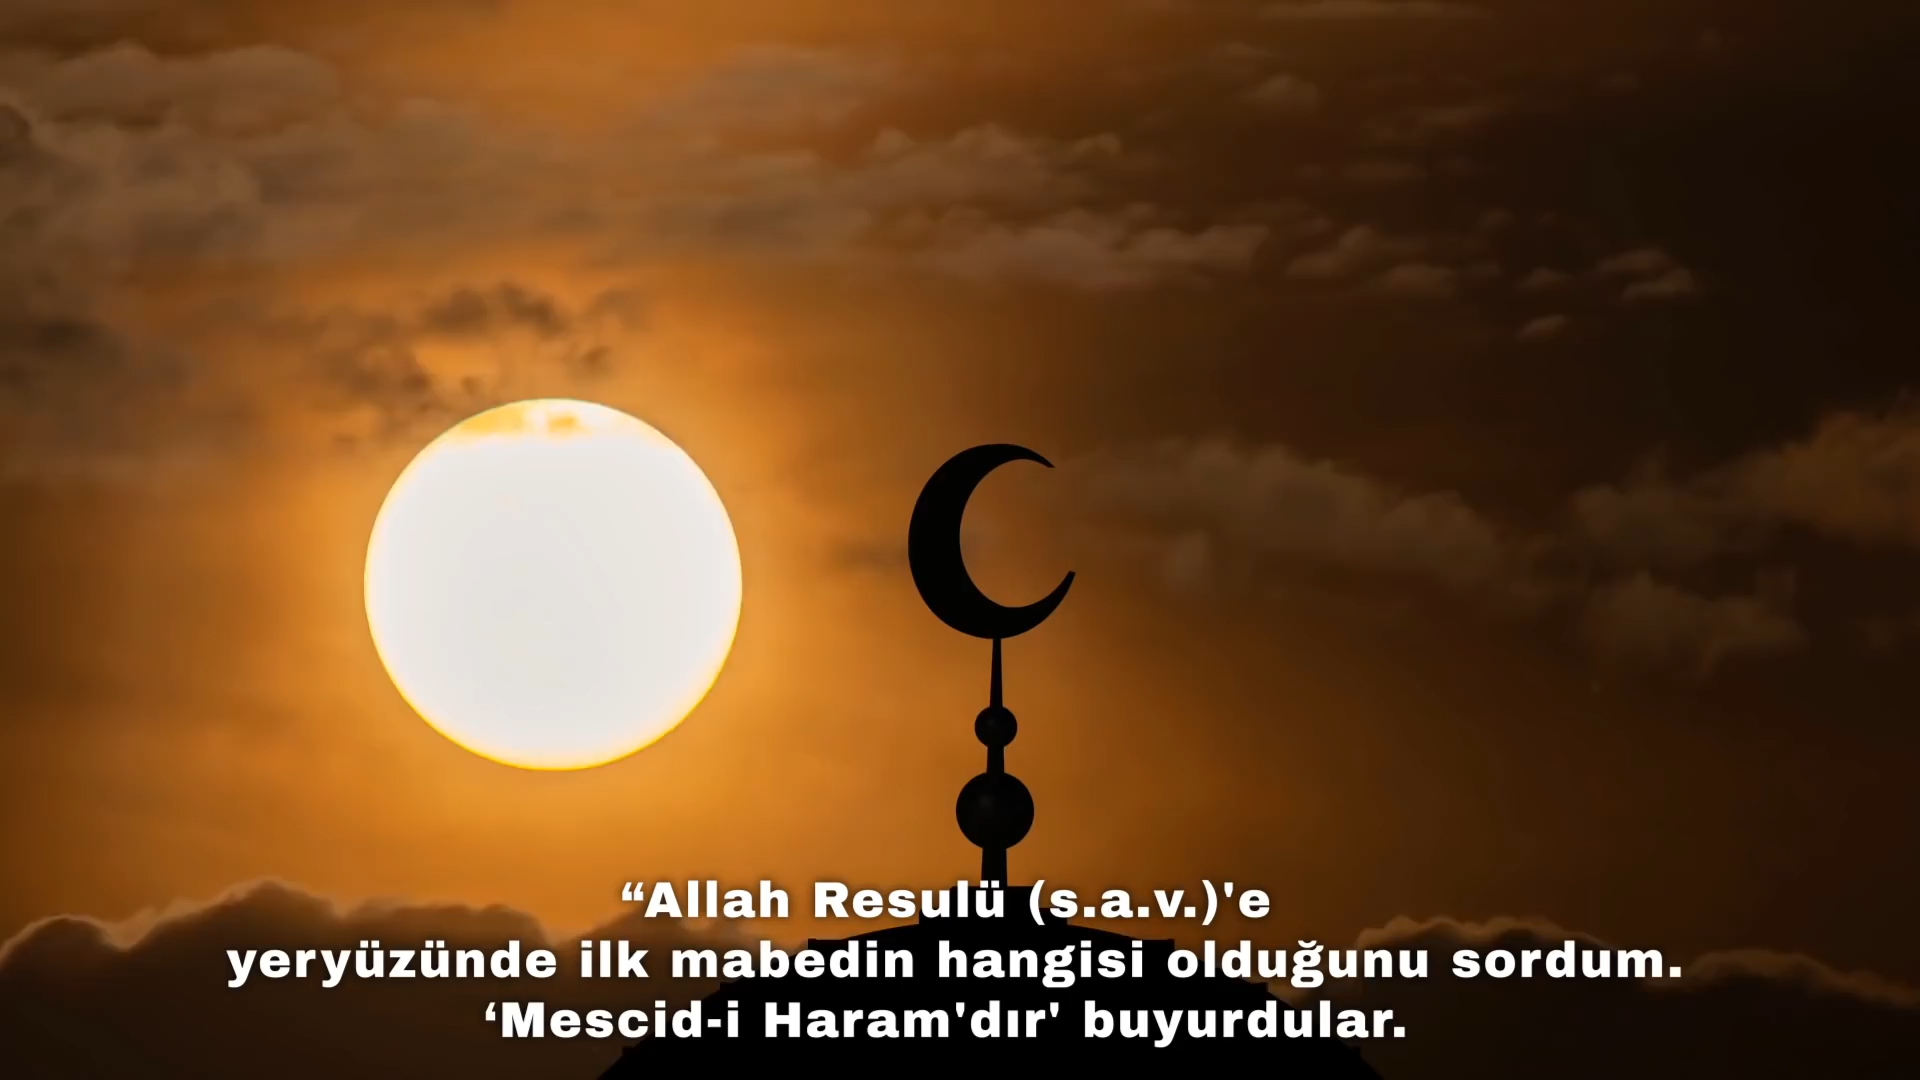 “Allah Resulü (s.a.v.)'e
yeryüzünde ilk mabedin hangisi olduğunu sordum.
‘Mescid-i Haram'dır' buyurdular.